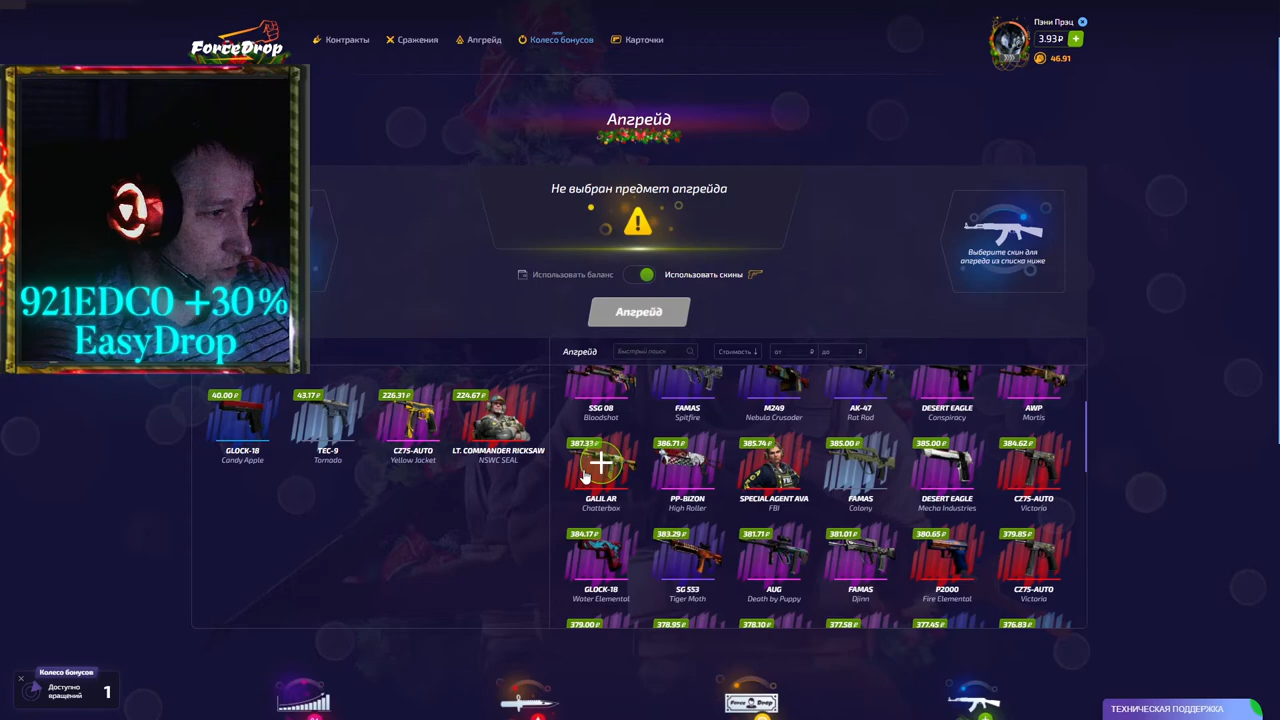 ForceDrop
Контракты
Сражения
Апгрейд
new
Колесо бонусов
Карточки
Пэни Прэц
3.93₽
46.91
Апгрейд
Не выбран предмет апгрейда
Использовать баланс
Использовать скины
Апгрейд
Выберите скин для
апгреда из списка ниже
921EDC0 +30%
EasyDrop
Апгрейд
Быстрый поиск
Стоимость ↓
от ₽
до ₽
40.00 ₽
43.17 ₽
226.31 ₽
224.67 ₽
GLOCK-18
TEC-9
CZ75-AUTO
LT. COMMANDER RICKSAW
Candy Apple
Tornado
Yellow Jacket
NSWC SEAL
SSG 08
FAMAS
M249
AK-47
DESERT EAGLE
AWP
Bloodshot
Spitfire
Nebula Crusader
Rat Rod
Conspiracy
Mortis
387.33 ₽
386.71 ₽
385.74 ₽
385.00 ₽
385.00 ₽
384.62 ₽
GALIL AR
PP-BIZON
SPECIAL AGENT AVA
FAMAS
DESERT EAGLE
CZ75-AUTO
Chatterbox
High Roller
FBI
Colony
Mecha Industries
Victoria
384.17 ₽
383.29 ₽
381.71 ₽
381.01 ₽
380.65 ₽
379.85 ₽
GLOCK-18
SG 553
AUG
FAMAS
P2000
CZ75-AUTO
Water Elemental
Tiger Moth
Death by Puppy
Djinn
Fire Elemental
Victoria
379.00 ₽
378.95 ₽
378.10 ₽
377.58 ₽
377.45 ₽
376.83 ₽
Колесо бонусов
Доступно
вращений
1
Force Drop
ТЕХНИЧЕСКАЯ ПОДДЕРЖКА